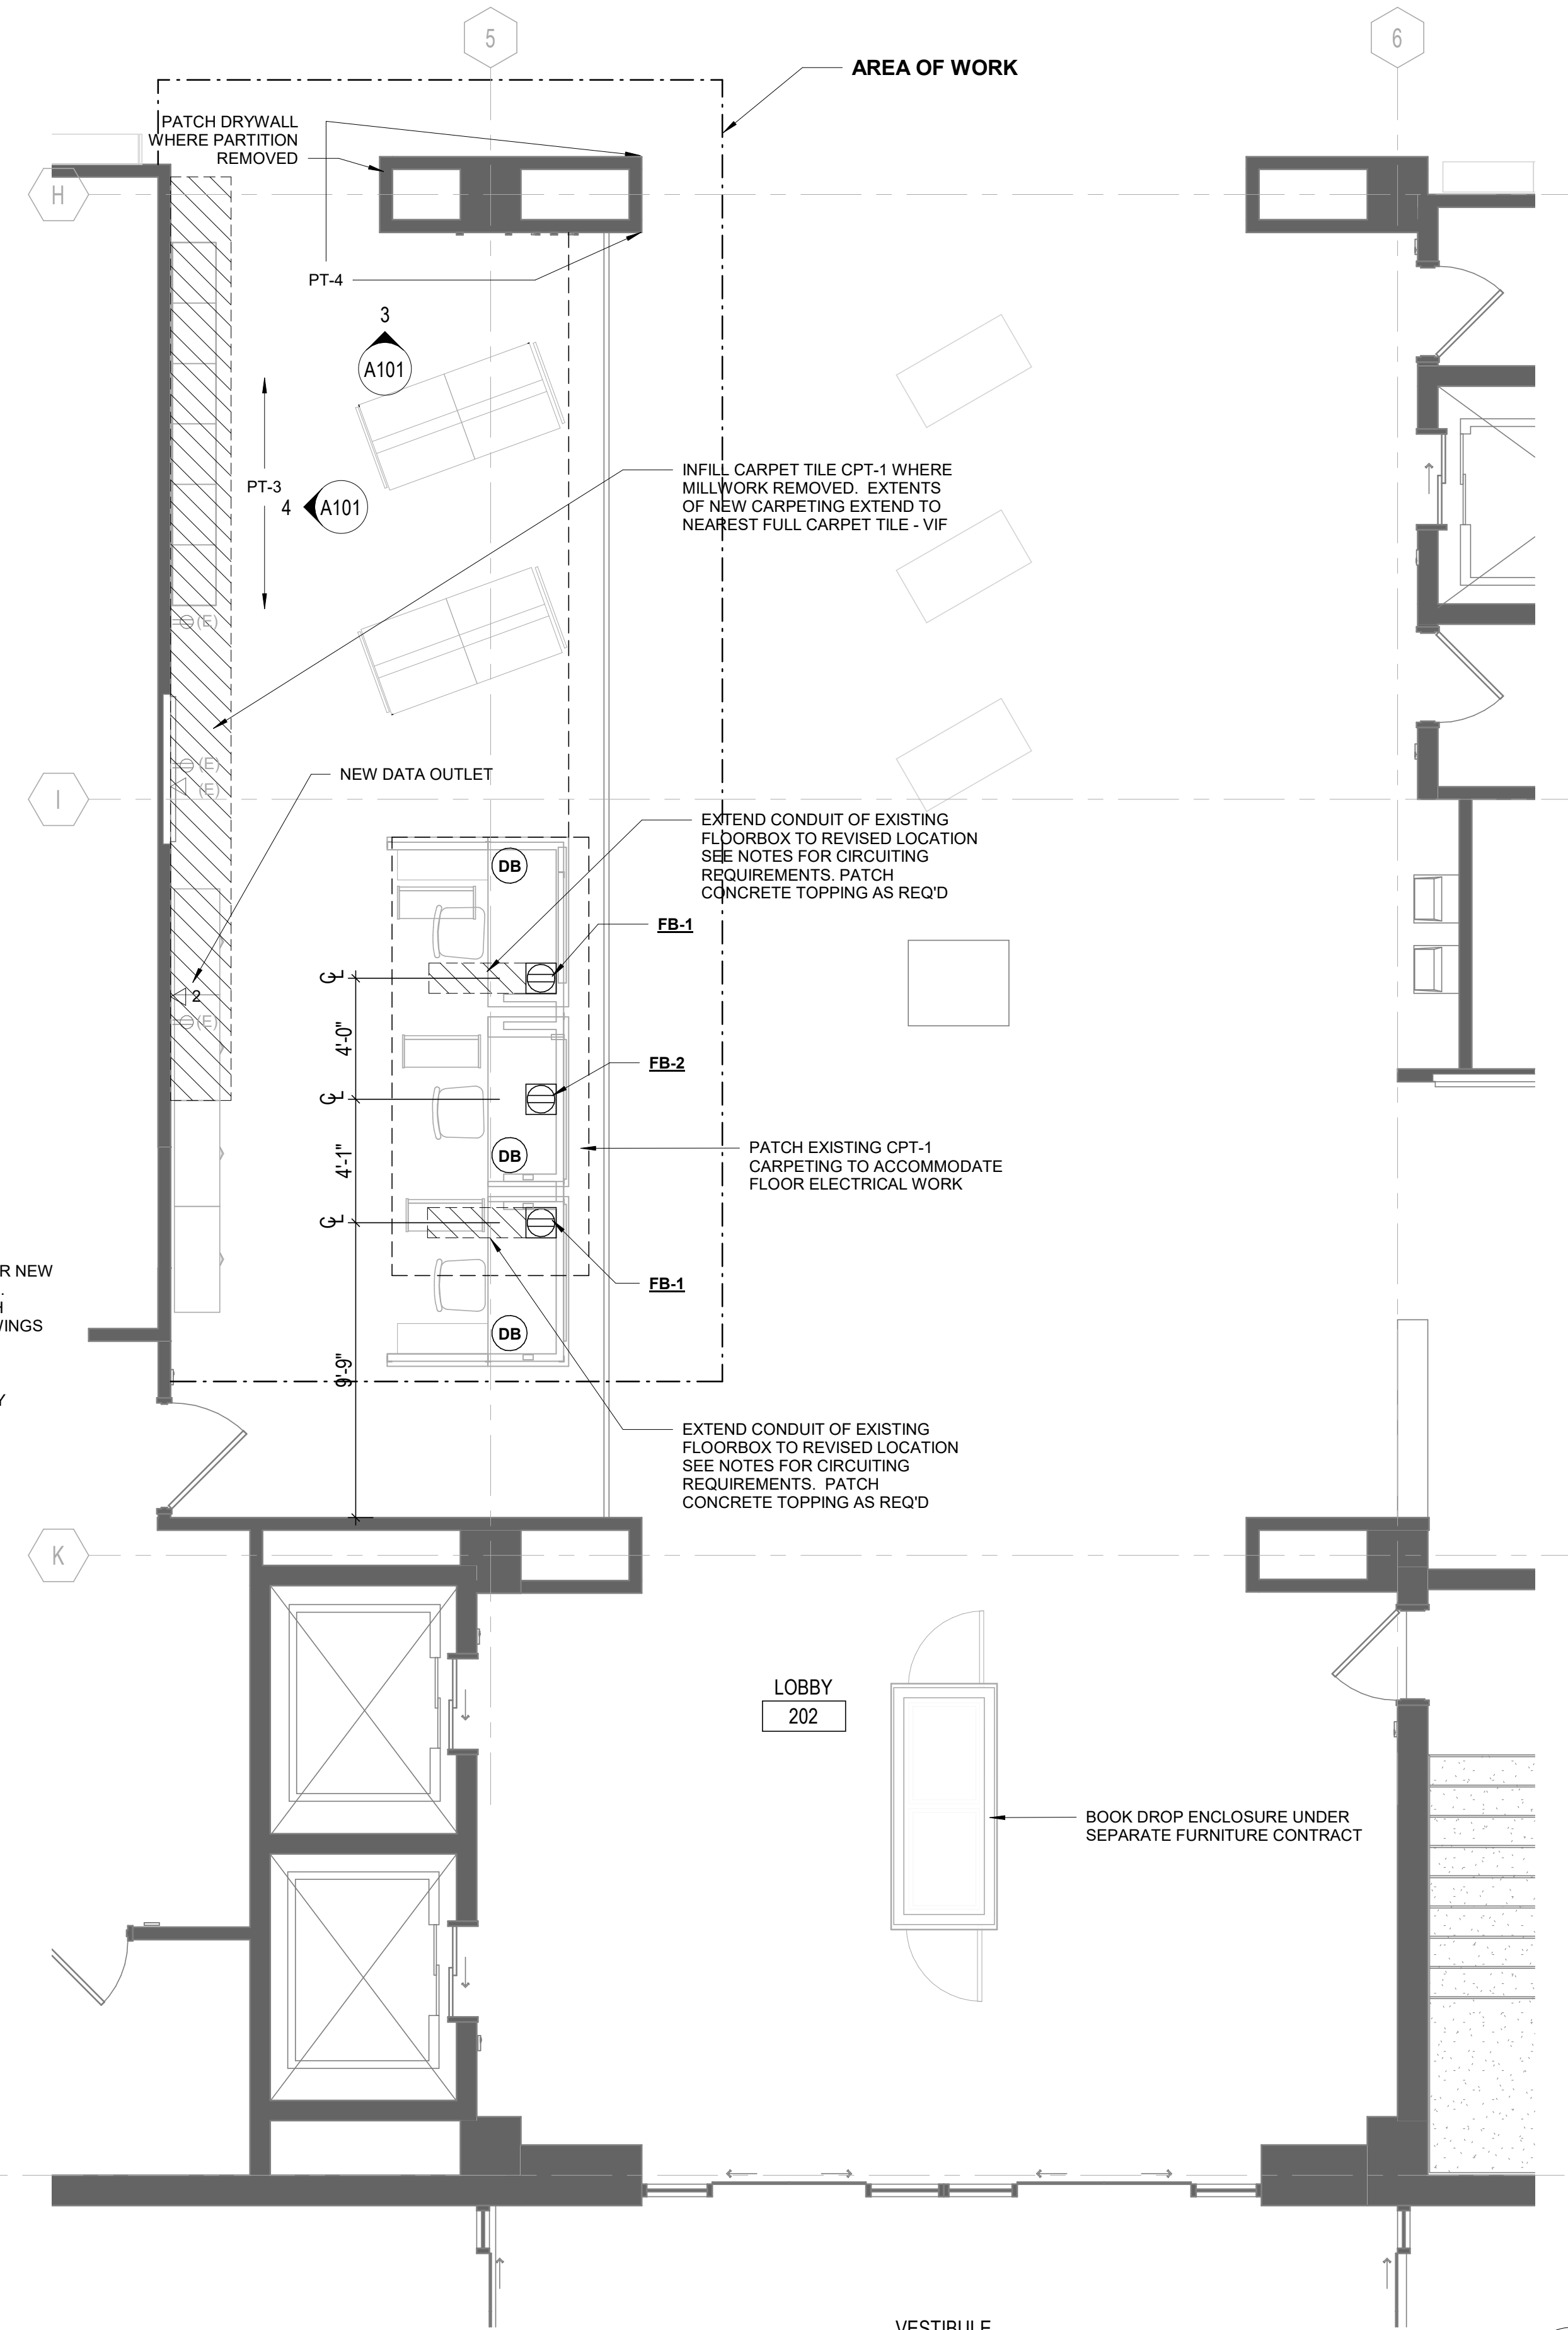 5
6
AREA OF WORK
PATCH DRYWALL
WHERE PARTITION
REMOVED
H
PT-4
3
A101
INFILL CARPET TILE CPT-1 WHERE
MILLWORK REMOVED.  EXTENTS
OF NEW CARPETING EXTEND TO
NEAREST FULL CARPET TILE - VIF
PT-3
4
A101
(E)
(E)
(E)
NEW DATA OUTLET
I
EXTEND CONDUIT OF EXISTING
FLOORBOX TO REVISED LOCATION
SEE NOTES FOR CIRCUITING
REQUIREMENTS. PATCH
CONCRETE TOPPING AS REQ'D
DB
FB-1
CL
2
(E)
4'-0"
FB-2
CL
4'-1"
DB
PATCH EXISTING CPT-1
CARPETING TO ACCOMMODATE
FLOOR ELECTRICAL WORK
CL
R NEW
.
H
WINGS
FB-1
DB
9'-9"
Y
EXTEND CONDUIT OF EXISTING
FLOORBOX TO REVISED LOCATION
SEE NOTES FOR CIRCUITING
REQUIREMENTS.  PATCH
CONCRETE TOPPING AS REQ'D
K
LOBBY
202
BOOK DROP ENCLOSURE UNDER
SEPARATE FURNITURE CONTRACT
VESTIBULE